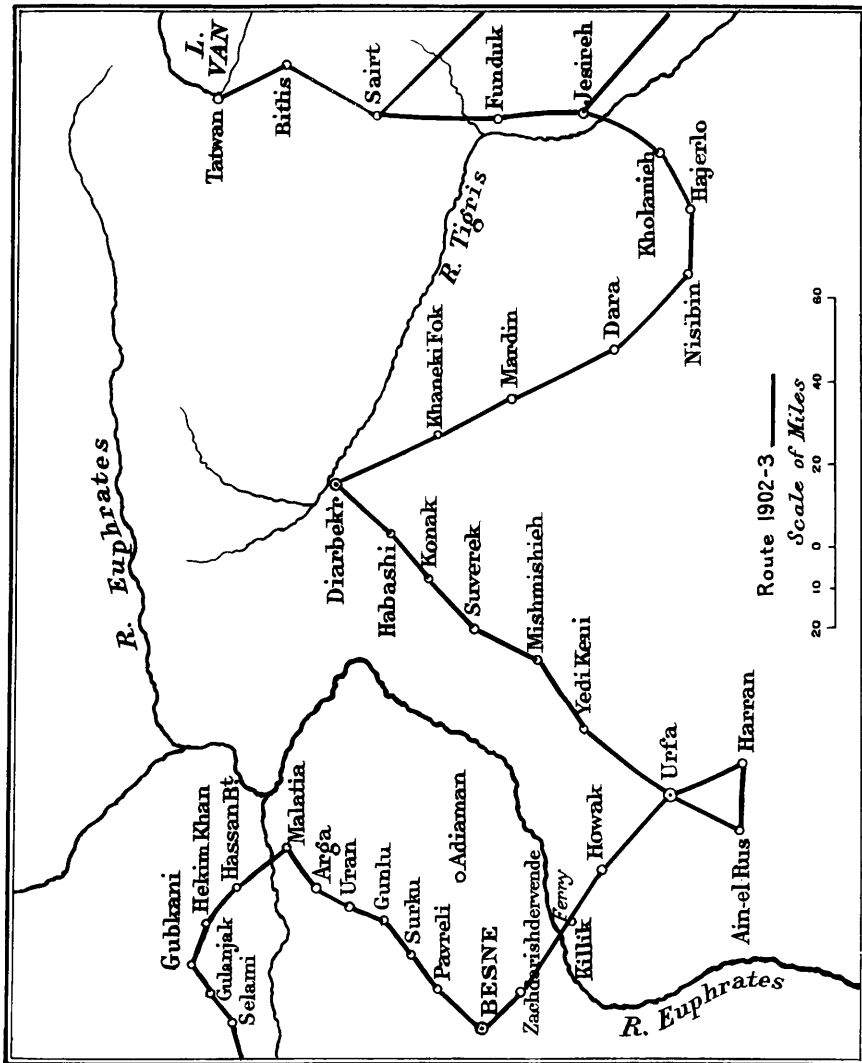 L.
VAN
Tatwan
Bitlis
Sairt
Funduk
Jesireh
Kholanieh
Hajerlo
Nisibin
Dara
Mardin
Khaneki Fok
R. Tigris
R. Euphrates
Diarbekr
Habashi
Konak
Suverek
Mishmishieh
Yedi Keui
Urfa
Harran
Ain-el Rus
Howak
Ferry
Killik
Zachdarishdervende
BESNE
Pavreli
Surku
Gunlu
Uran
Arga
Adiaman
Malatia
Hassan Bt
Hekim Khan
Gubkani
Gulanjak
Selami
R. Euphrates
Route 1902-3
Scale of Miles
20 10 0 20 40 60